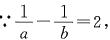 ∵ 1/a − 1/b = 2,